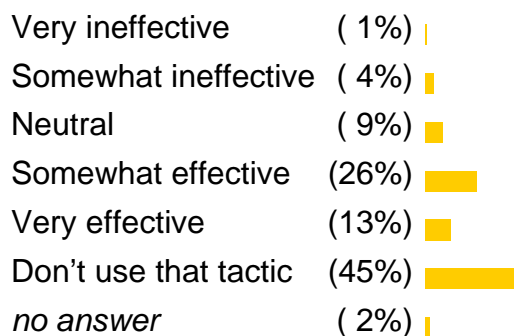 Very ineffective ( 1%)
Somewhat ineffective ( 4%)
Neutral ( 9%)
Somewhat effective (26%)
Very effective (13%)
Don’t use that tactic (45%)
no answer ( 2%)